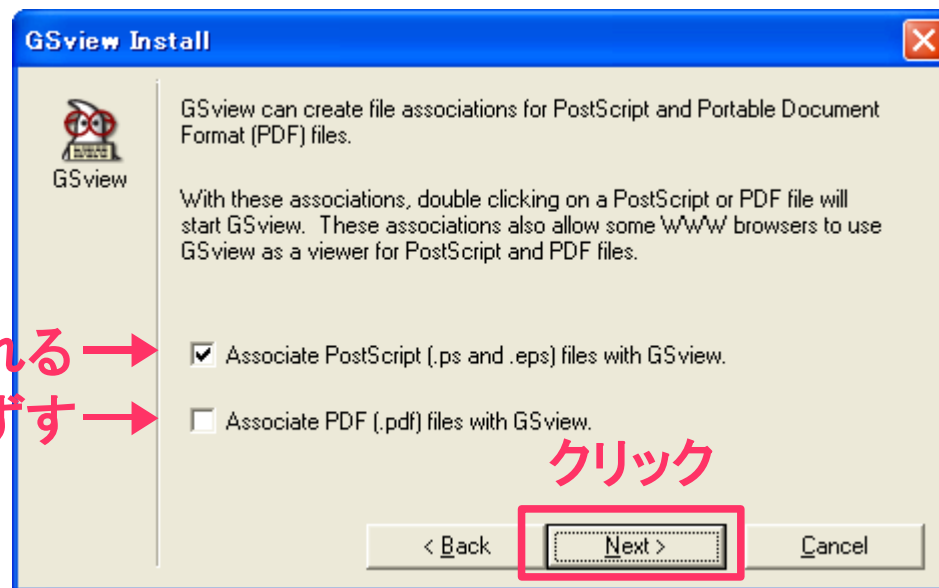 GSview Install
GSview
GSview can create file associations for PostScript and Portable Document
Format (PDF) files.
With these associations, double clicking on a PostScript or PDF file will
start GSview. These associations also allow some WWW browsers to use
GSview as a viewer for PostScript and PDF files.
れる
Associate PostScript (.ps and .eps) files with GSview.
ずす
Associate PDF (.pdf) files with GSview.
クリック
< Back
Next >
Cancel